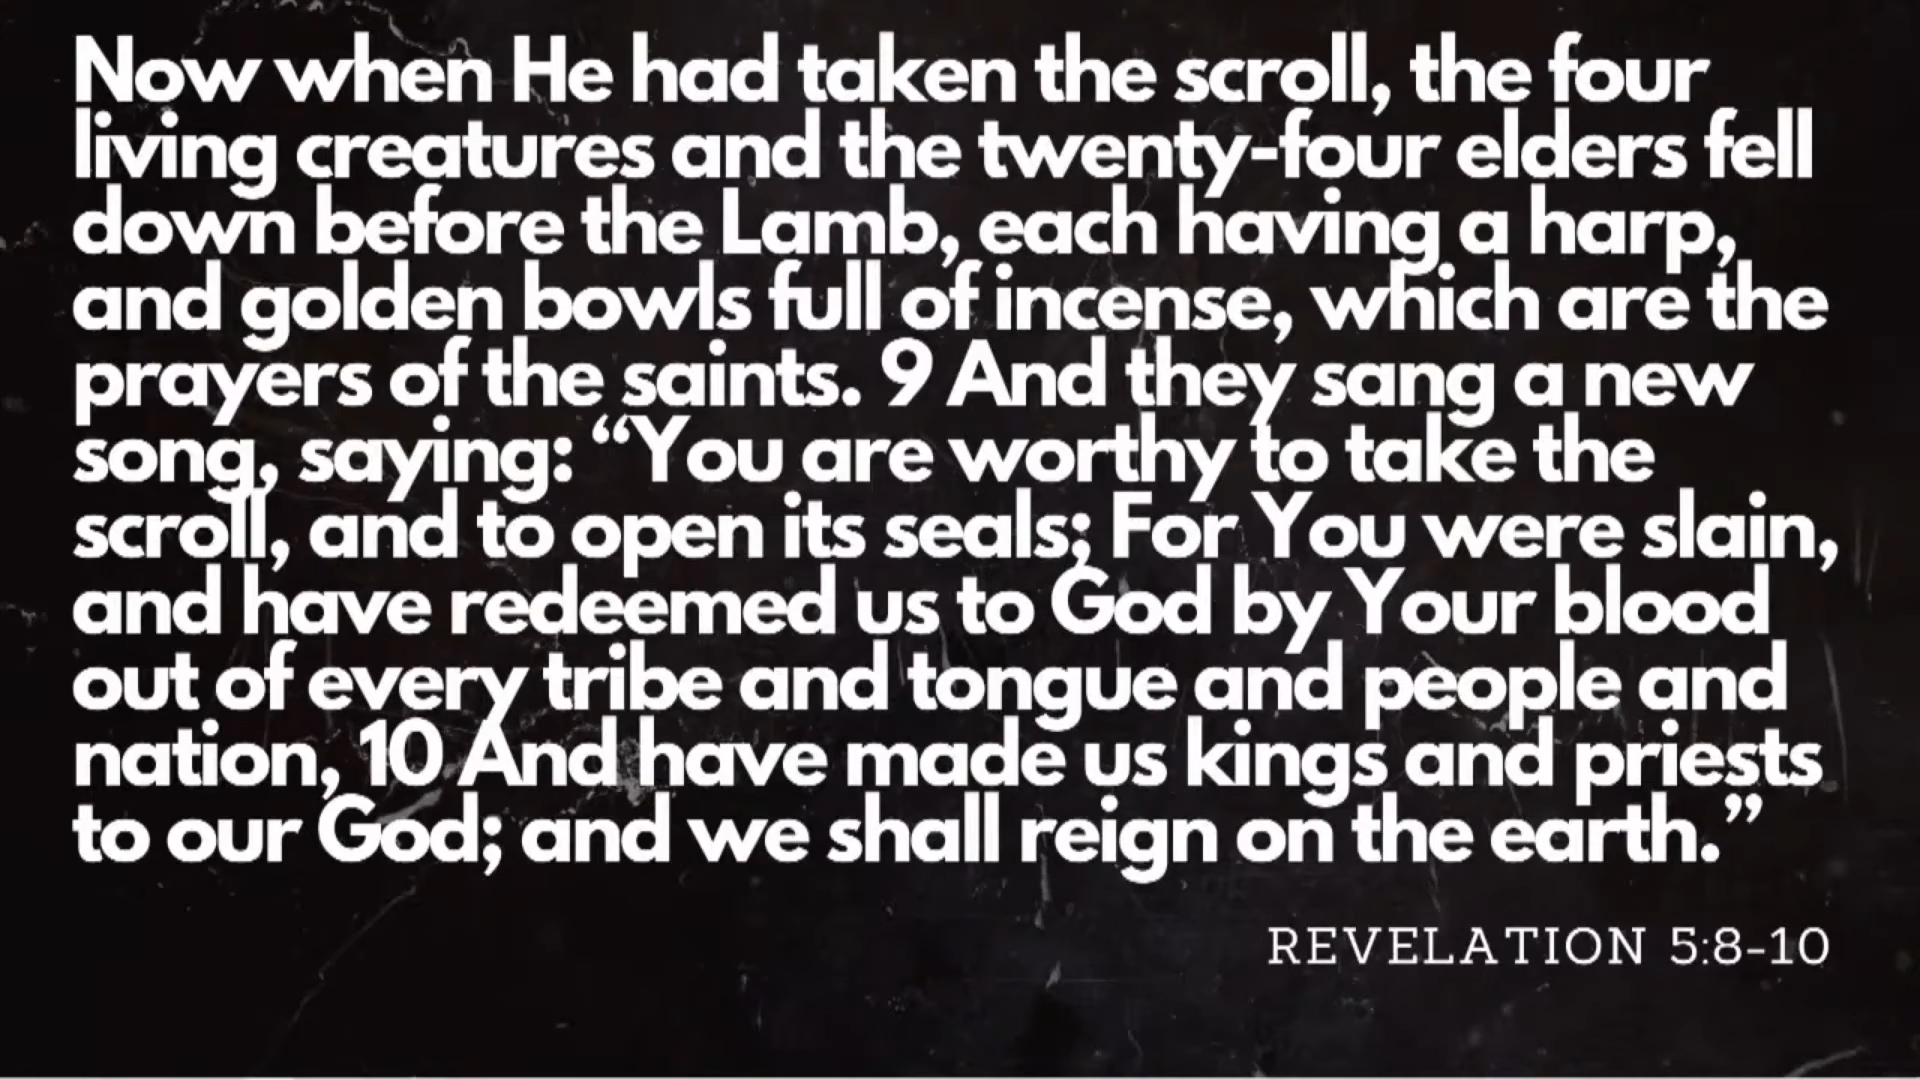 Now when He had taken the scroll, the four
living creatures and the twenty-four elders fell
down before the Lamb, each having a harp,
and golden bowls full of incense, which are the
prayers of the saints. 9 And they sang a new
song, saying: “You are worthy to take the
scroll, and to open its seals; For You were slain,
and have redeemed us to God by Your blood
out of every tribe and tongue and people and
nation, 10 And have made us kings and priests
to our God; and we shall reign on the earth.”
REVELATION 5:8-10